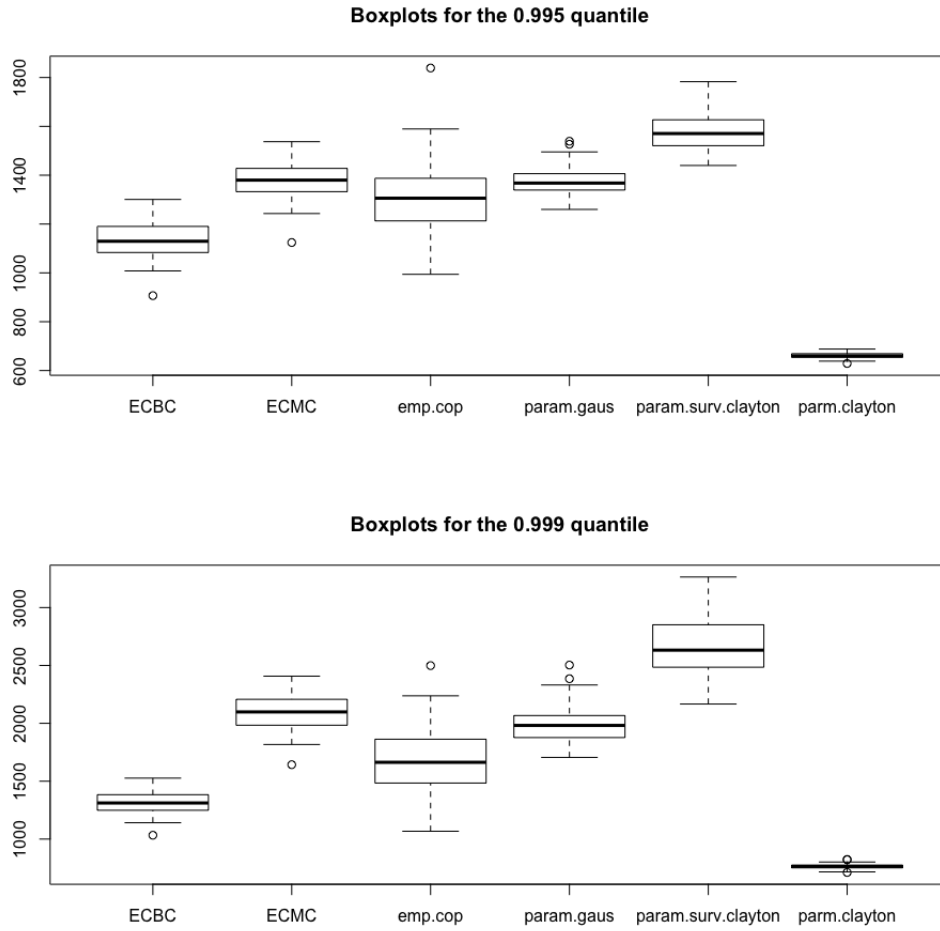 Boxplots for the 0.995 quantile
1800
1400
1000
800
600
ECBC ECMC emp.cop param.gaus param.surv.clayton parm.clayton
Boxplots for the 0.999 quantile
3000
2500
2000
1500
1000
ECBC ECMC emp.cop param.gaus param.surv.clayton parm.clayton